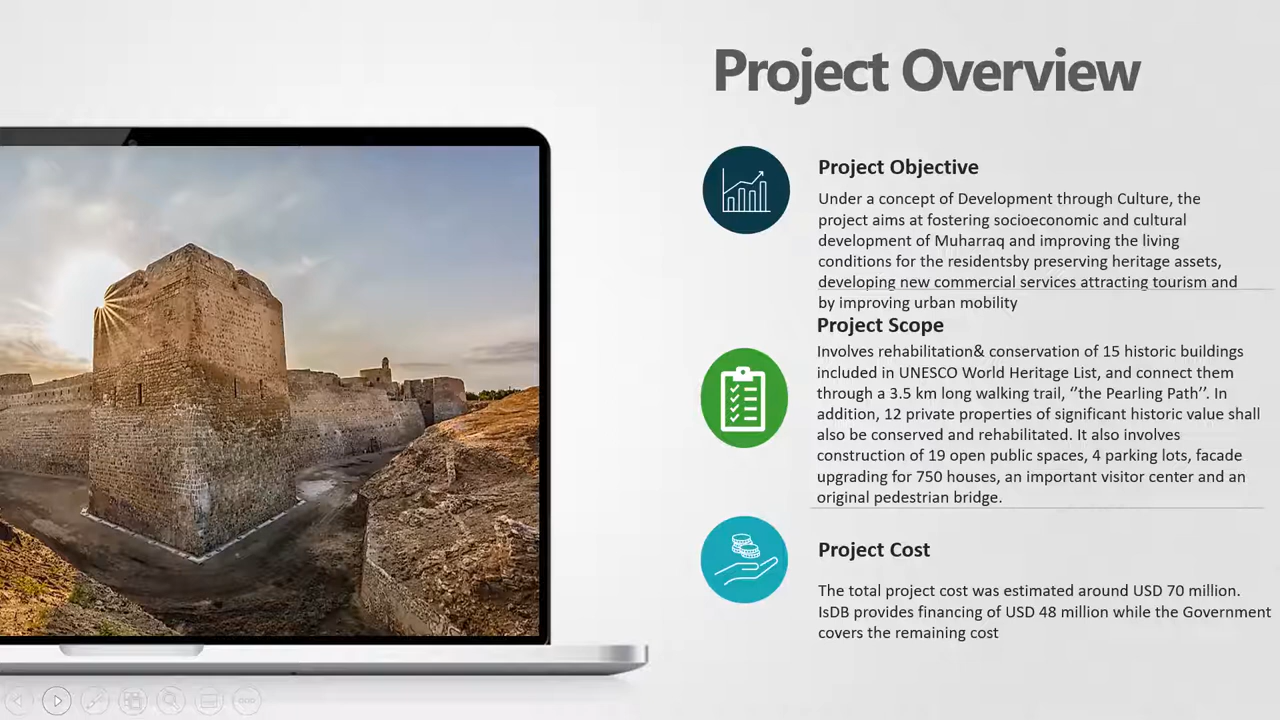 Project Overview
Project Objective
Under a concept of Development through Culture, the
project aims at fostering socioeconomic and cultural
development of Muharraq and improving the living
conditions for the residentsby preserving heritage assets,
developing new commercial services attracting tourism and
by improving urban mobility
Project Scope
Involves rehabilitation& conservation of 15 historic buildings
included in UNESCO World Heritage List, and connect them
through a 3.5 km long walking trail, ‘’the Pearling Path’’. In
addition, 12 private properties of significant historic value shall
also be conserved and rehabilitated. It also involves
construction of 19 open public spaces, 4 parking lots, facade
upgrading for 750 houses, an important visitor center and an
original pedestrian bridge.
Project Cost
The total project cost was estimated around USD 70 million.
IsDB provides financing of USD 48 million while the Government
covers the remaining cost